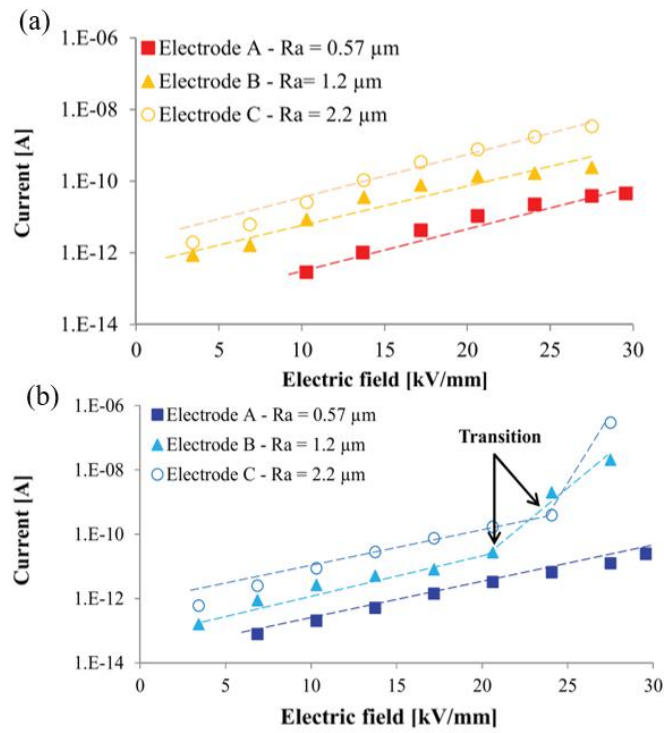 (a)
1.E-06
Electrode A - Ra = 0.57 µm
Electrode B - Ra= 1.2 µm
1.E-08
Electrode C - Ra = 2.2 µm
Current [A]
1.E-10
1.E-12
1.E-14
0 5 10 15 20 25 30
Electric field [kV/mm]
(b)
1.E-06
Electrode A - Ra = 0.57 µm
Electrode B - Ra = 1.2 µm
Transition
1.E-08
Electrode C - Ra = 2.2 µm
Current [A]
1.E-10
1.E-12
1.E-14
0 5 10 15 20 25 30
Electric field [kV/mm]